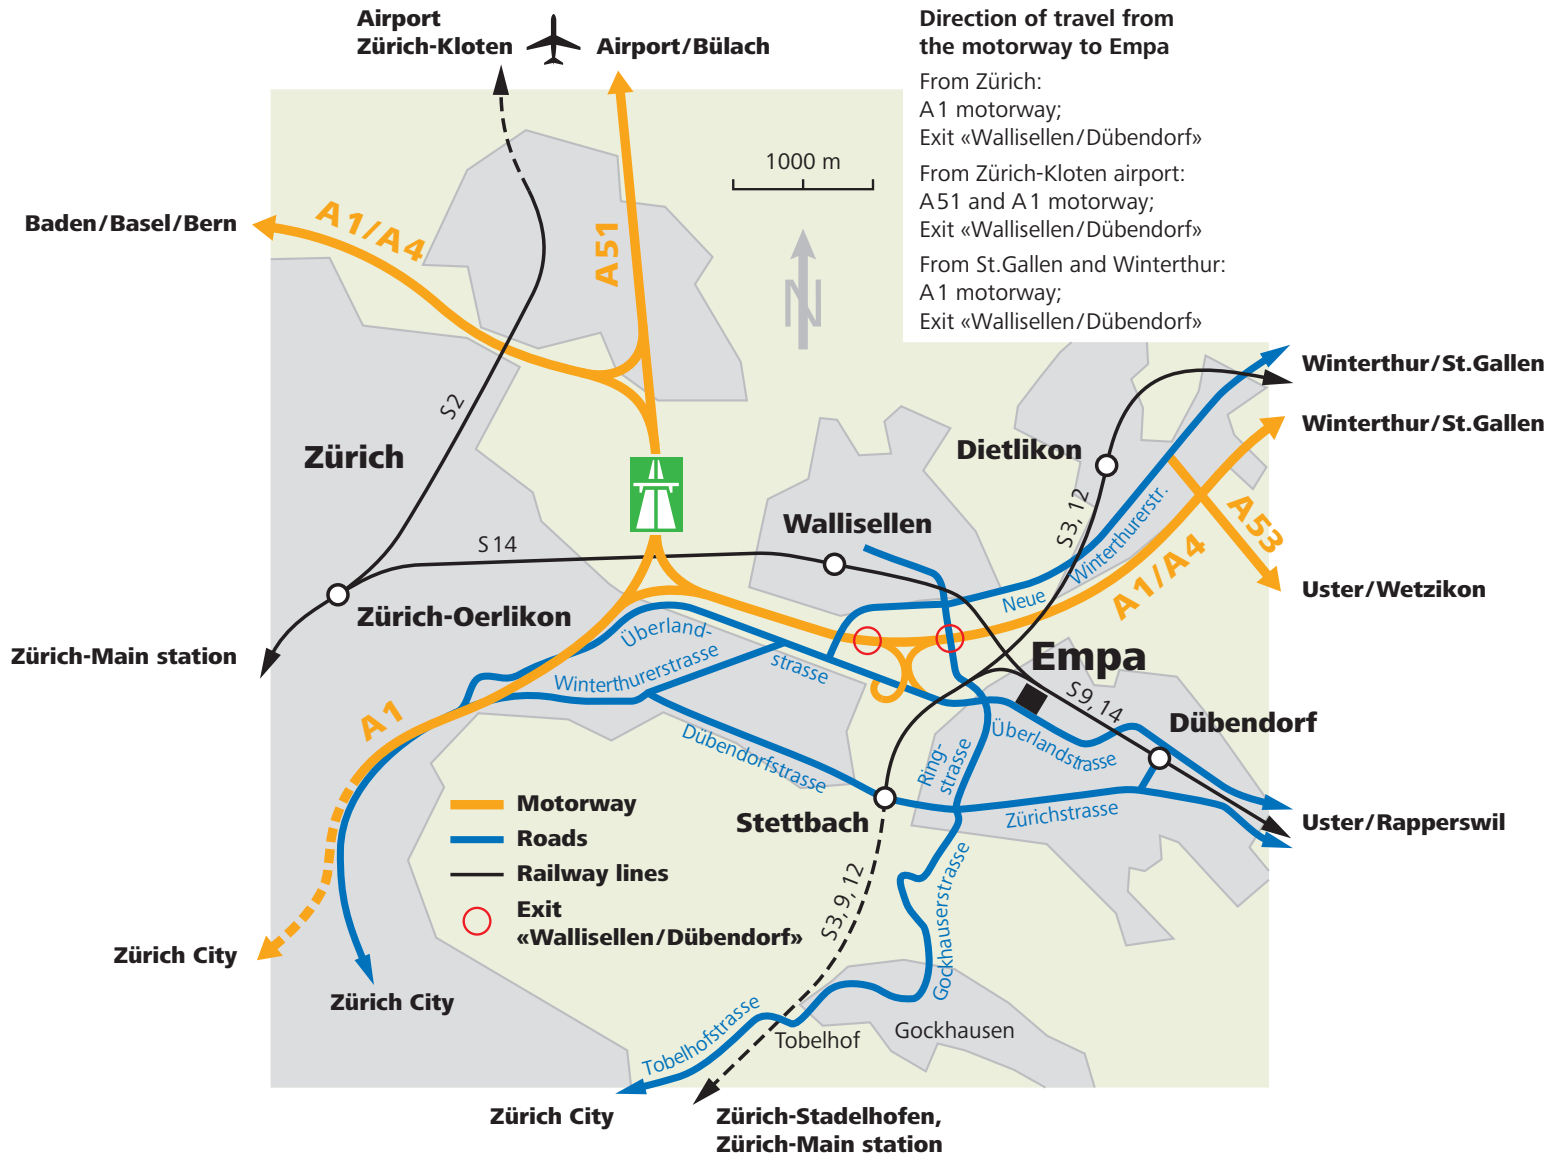 Airport
Zürich-Kloten
Airport/Bülach
Direction of travel from
the motorway to Empa
From Zürich:
A1 motorway;
Exit «Wallisellen/Dübendorf»
From Zürich-Kloten airport:
A51 and A1 motorway;
Exit «Wallisellen/Dübendorf»
From St.Gallen and Winterthur:
A1 motorway;
Exit «Wallisellen/Dübendorf»
1000 m
Baden/Basel/Bern
A1/A4
A51
N
Winterthur/St.Gallen
Winterthur/St.Gallen
S2
Zürich
Dietlikon
S3, 12
Winterthurerstr.
Neue
A53
A1/A4
Wallisellen
S14
Uster/Wetzikon
Zürich-Oerlikon
Zürich-Main station
Überland-
strasse
Winterthurerstrasse
Empa
S9, 14
Dübendorf
A1
Dübendorfstrasse
Ring-
strasse
Überlandstrasse
Zürichstrasse
Motorway
Roads
Railway lines
Exit
«Wallisellen/Dübendorf»
Stettbach
Uster/Rapperswil
S3, 9, 12
Gockhauserstrasse
Zürich City
Zürich City
Tobelhofstrasse
Tobelhof
Gockhausen
Zürich City
Zürich-Stadelhofen,
Zürich-Main station